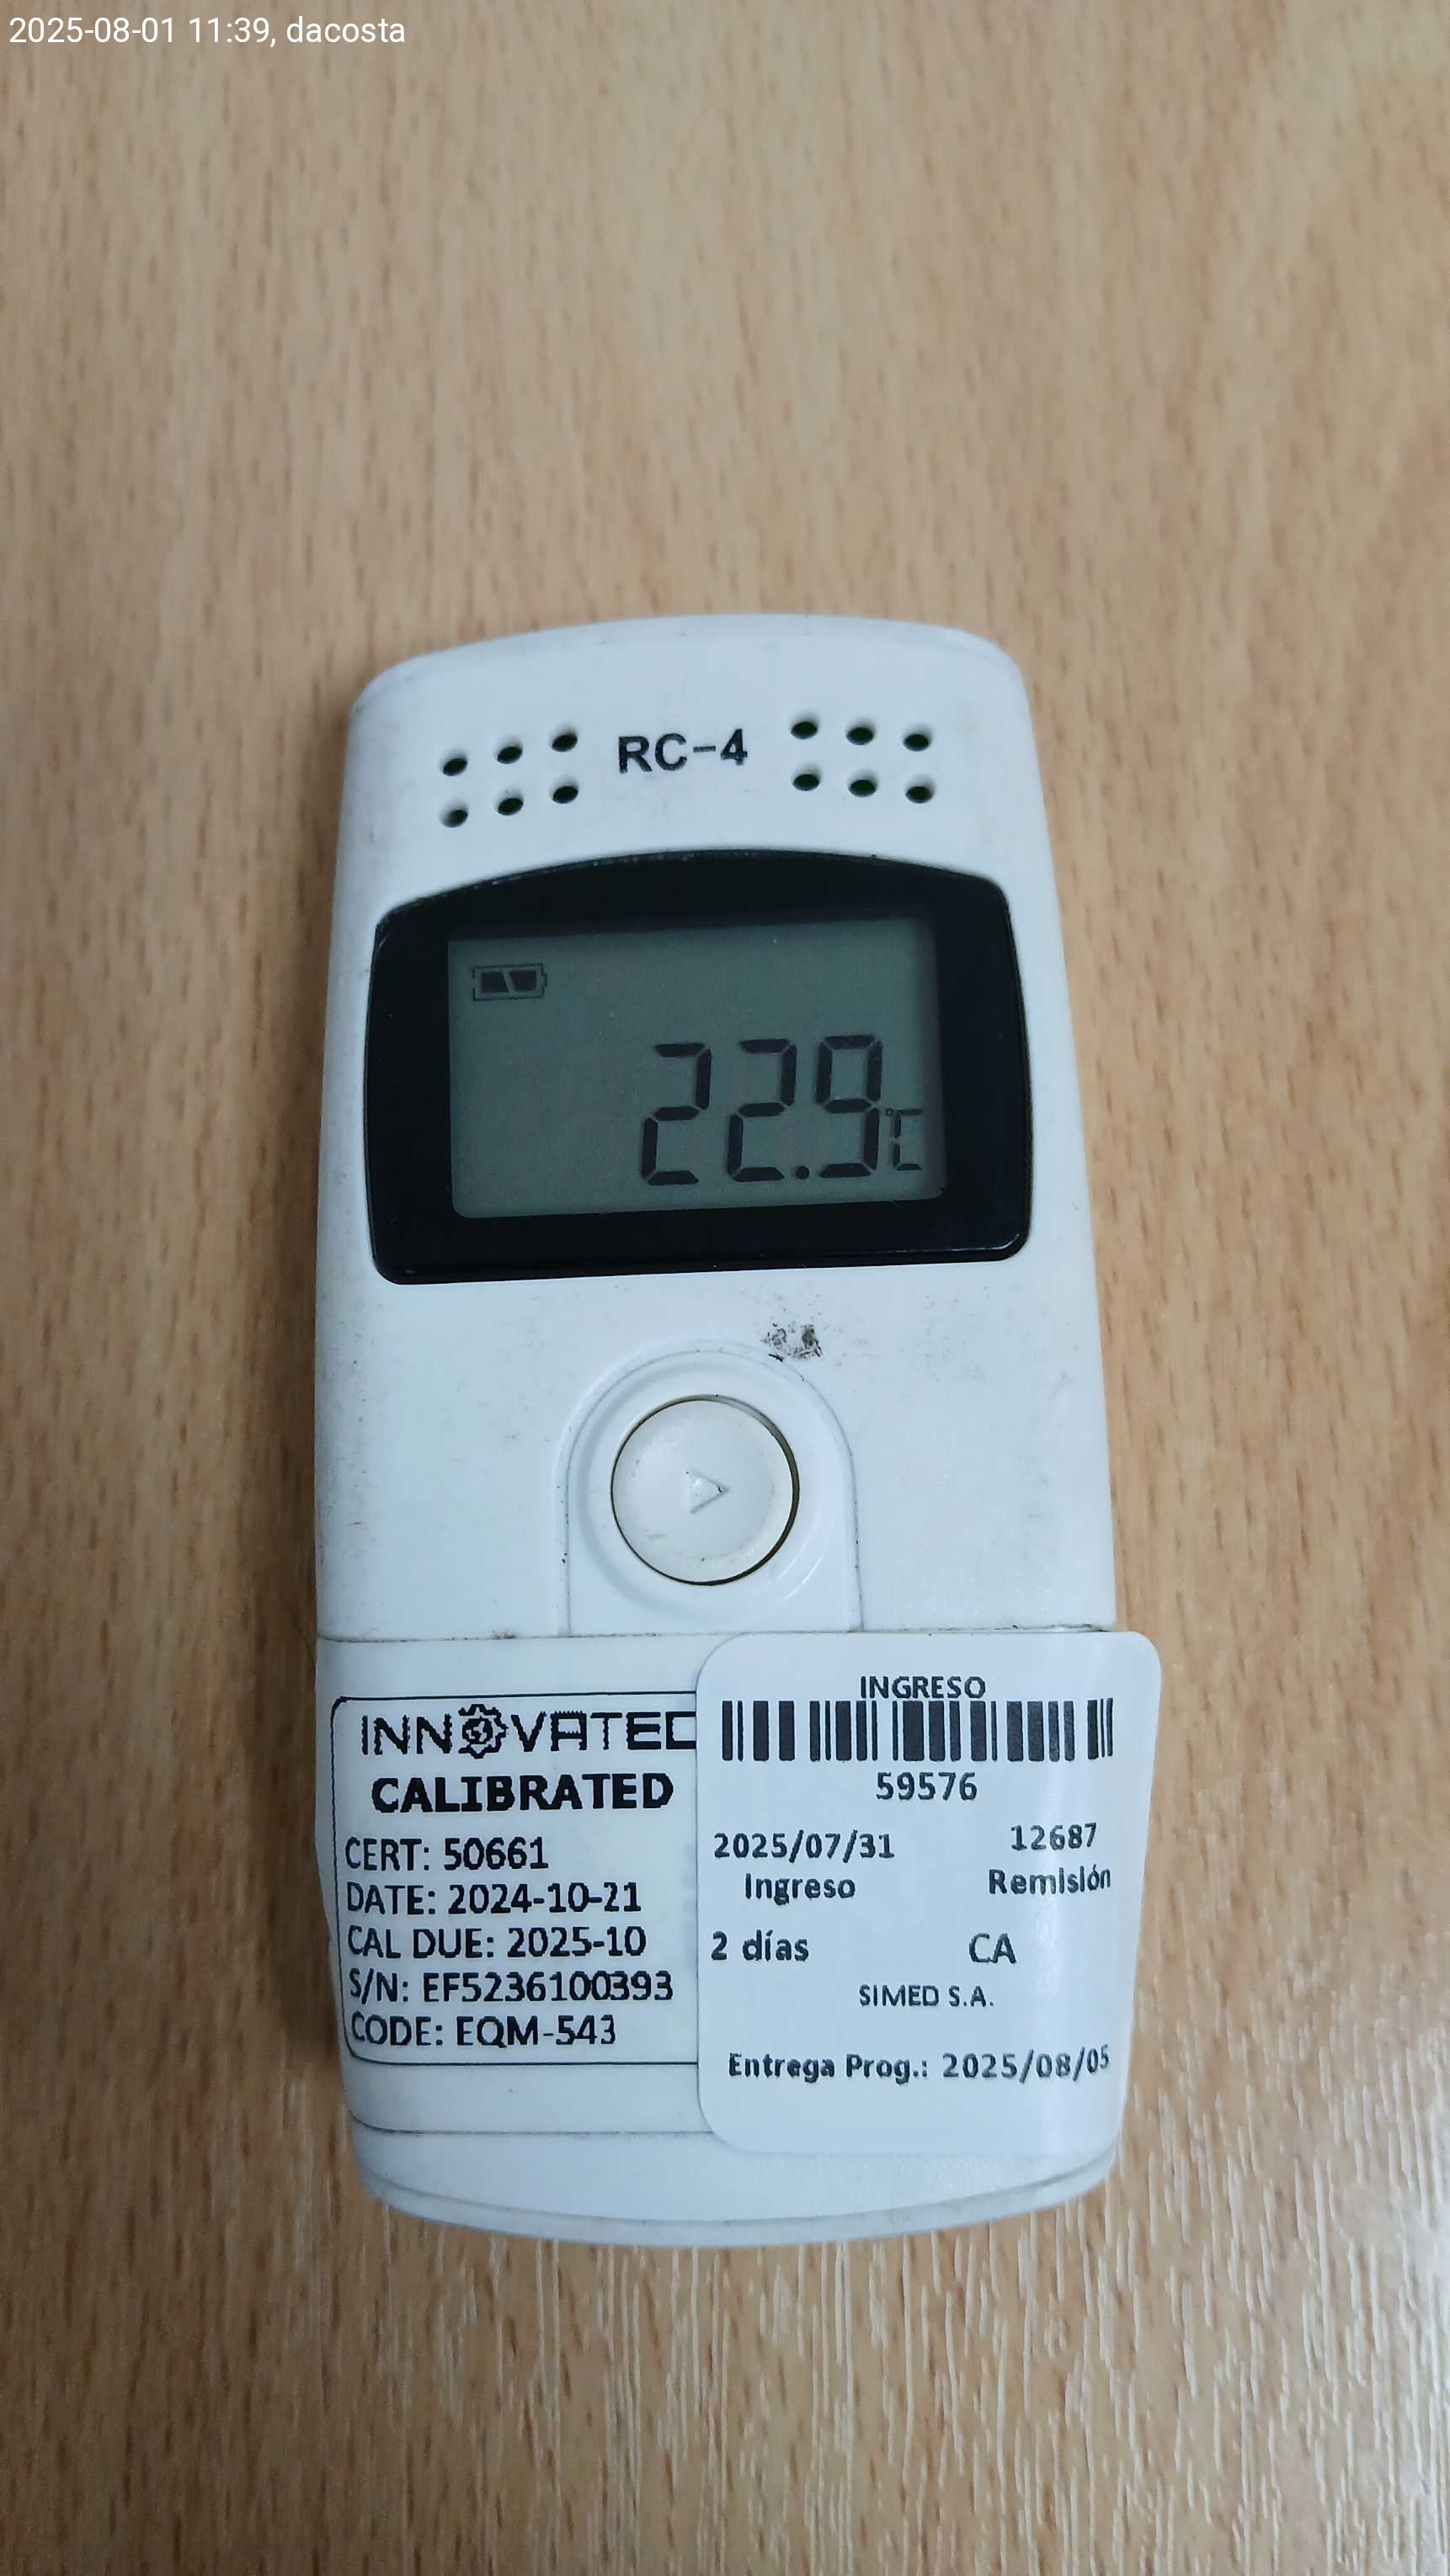 2025-08-01 11:39, dacosta
RC-4
22.9°C
INNOVATEC
CALIBRATED
CERT: 50661
DATE: 2024-10-21
CAL DUE: 2025-10
S/N: EF5236100393
CODE: EQM-543
INGRESO
59576
2025/07/31 12687
Ingreso Remisión
2 días CA
SIMED S.A.
Entrega Prog.: 2025/08/05